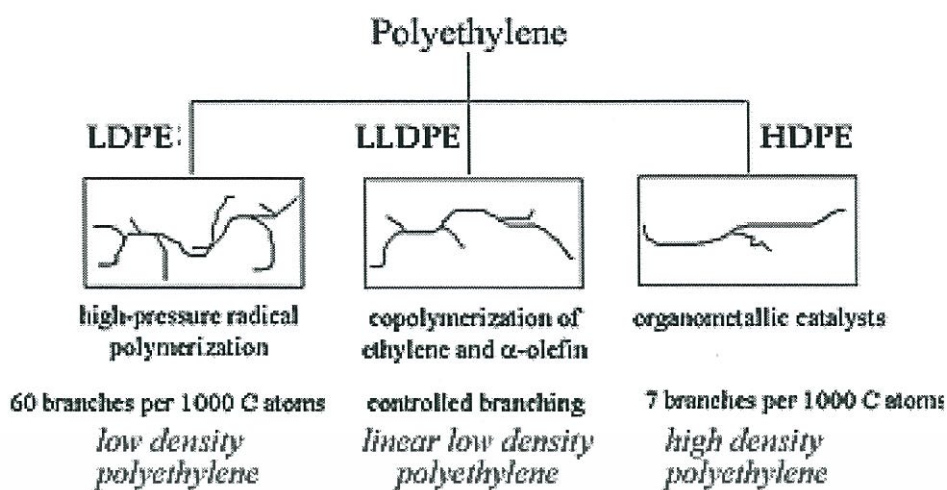 Polyethylene
LDPE:
LLDPE
HDPE
high-pressure radical
polymerization
copolymerization of
ethylene and α-olefin
organometallic catalysts
60 branches per 1000 C atoms
controlled branching
7 branches per 1000 C atoms
low density
polyethylene
linear low density
polyethylene
high density
polyethylene